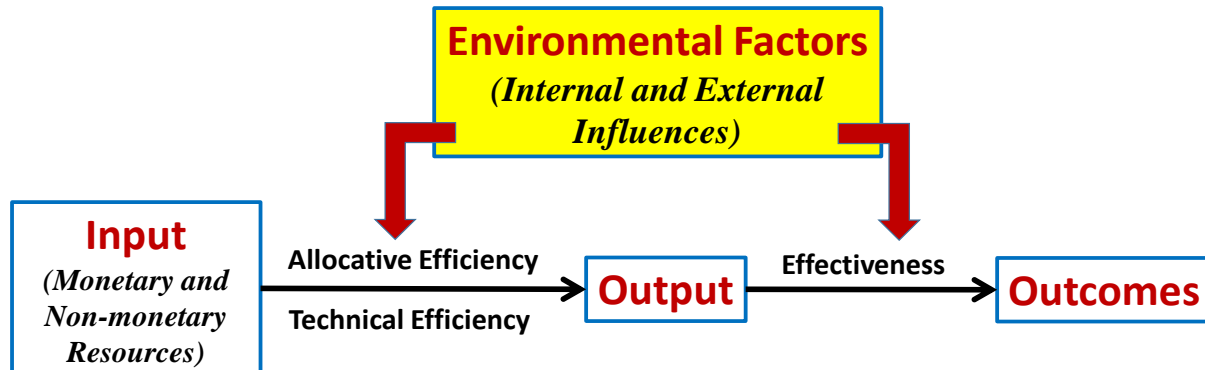 Environmental Factors
(Internal and External
Influences)
Input
(Monetary and
Non-monetary
Resources)
Allocative Efficiency
Technical Efficiency
Output
Effectiveness
Outcomes